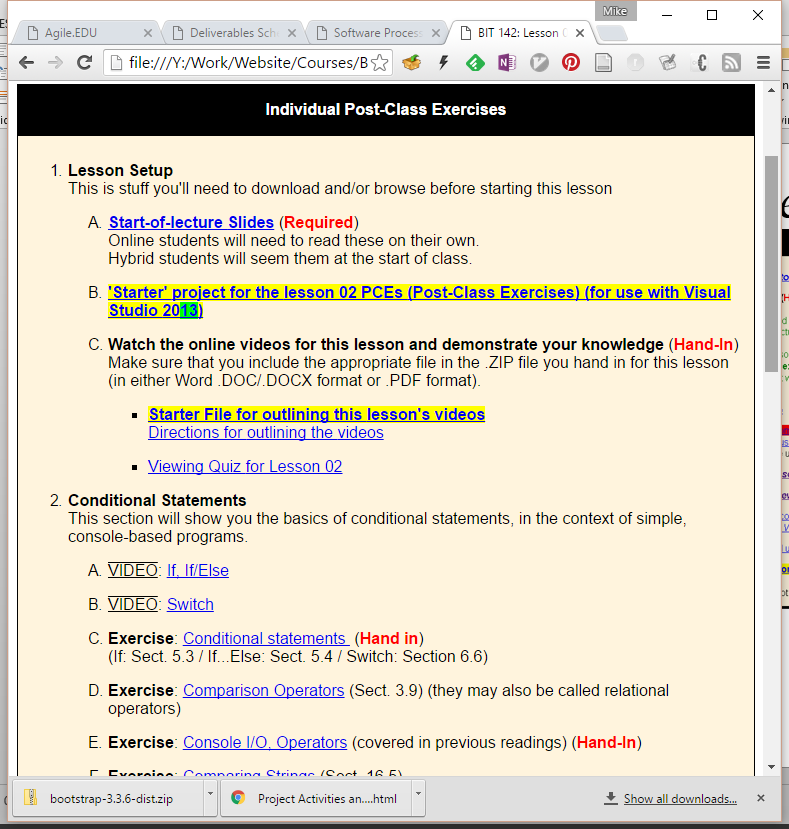 Mike
Agile.EDU
Deliverables Sch
Software Process
BIT 142: Lesson 0
file:///Y:/Work/Website/Courses/B
Individual Post-Class Exercises
1. Lesson Setup
This is stuff you'll need to download and/or browse before starting this lesson
A. Start-of-lecture Slides (Required)
Online students will need to read these on their own.
Hybrid students will seem them at the start of class.
B. 'Starter' project for the lesson 02 PCEs (Post-Class Exercises) (for use with Visual
Studio 2013)
C. Watch the online videos for this lesson and demonstrate your knowledge (Hand-In)
Make sure that you include the appropriate file in the .ZIP file you hand in for this lesson
(in either Word .DOC/.DOCX format or .PDF format).
Starter File for outlining this lesson's videos
Directions for outlining the videos
Viewing Quiz for Lesson 02
2. Conditional Statements
This section will show you the basics of conditional statements, in the context of simple,
console-based programs.
A. VIDEO: If, If/Else
B. VIDEO: Switch
C. Exercise: Conditional statements (Hand in)
(If: Sect. 5.3 / If...Else: Sect. 5.4 / Switch: Section 6.6)
D. Exercise: Comparison Operators (Sect. 3.9) (they may also be called relational
operators)
E. Exercise: Console I/O, Operators (covered in previous readings) (Hand-In)
F. Exercise: Comparing Strings (Sect. 16.5)
bootstrap-3.3.6-dist.zip
Project Activities an....html
Show all downloads...